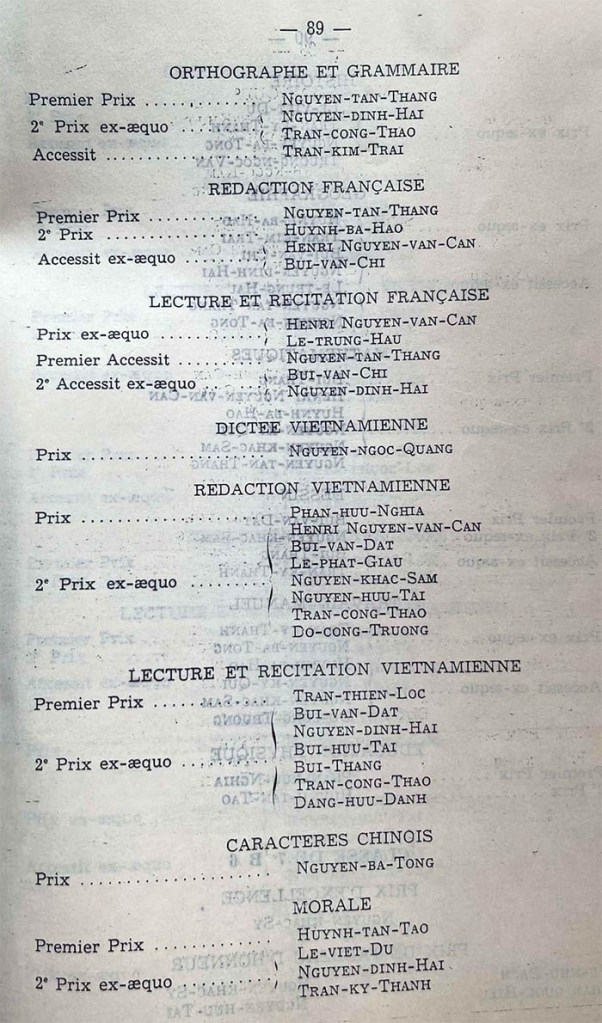 — 89 —
ORTHOGRAPHE ET GRAMMAIRE
Premier Prix . . . . . . . . . . . . NGUYEN-TAN-THANG
NGUYEN-DINH-HAI
2e Prix ex-æquo . . . . . . . . TRAN-CONG-THAO
Accessit . . . . . . . . . . . . TRAN-KIM-TRAI
REDACTION FRANÇAISE
Premier Prix . . . . . . . . . . . . NGUYEN-TAN-THANG
2e Prix . . . . . . . . . . . . HUYNH-BA-HAO
HENRI NGUYEN-VAN-CAN
Accessit ex-æquo . . . . . . . . BUI-VAN-CHI
LECTURE ET RECITATION FRANÇAISE
HENRI NGUYEN-VAN-CAN
Prix ex-æquo . . . . . . . . LE-TRUNG-HAU
Premier Accessit . . . . . . . . NGUYEN-TAN-THANG
BUI-VAN-CHI
2e Accessit ex-æquo . . . . . . . . NGUYEN-DINH-HAI
DICTEE VIETNAMIENNE
Prix . . . . . . . . . . . . NGUYEN-NGOC-QUANG
REDACTION VIETNAMIENNE
Prix . . . . . . . . . . . . PHAN-HUU-NGHIA
HENRI NGUYEN-VAN-CAN
BUI-VAN-DAT
LE-PHAT-GIAU
2e Prix ex-æquo . . . . . . . . NGUYEN-KHAC-SAM
NGUYEN-HUU-TAI
TRAN-CONG-THAO
DO-CONG-TRUONG
LECTURE ET RECITATION VIETNAMIENNE
Premier Prix . . . . . . . . . . . . TRAN-THIEN-LOC
BUI-VAN-DAT
NGUYEN-DINH-HAI
BUI-HUU-TAI
2e Prix ex-æquo . . . . . . . . BUI-THANG
TRAN-CONG-THAO
DANG-HUU-DANH
CARACTERES CHINOIS
Prix . . . . . . . . . . . . NGUYEN-BA-TONG
MORALE
HUYNH-TAN-TAO
Premier Prix . . . . . . . . . . . . LE-VIET-DU
NGUYEN-DINH-HAI
2e Prix ex-æquo . . . . . . . . TRAN-KY-THANH